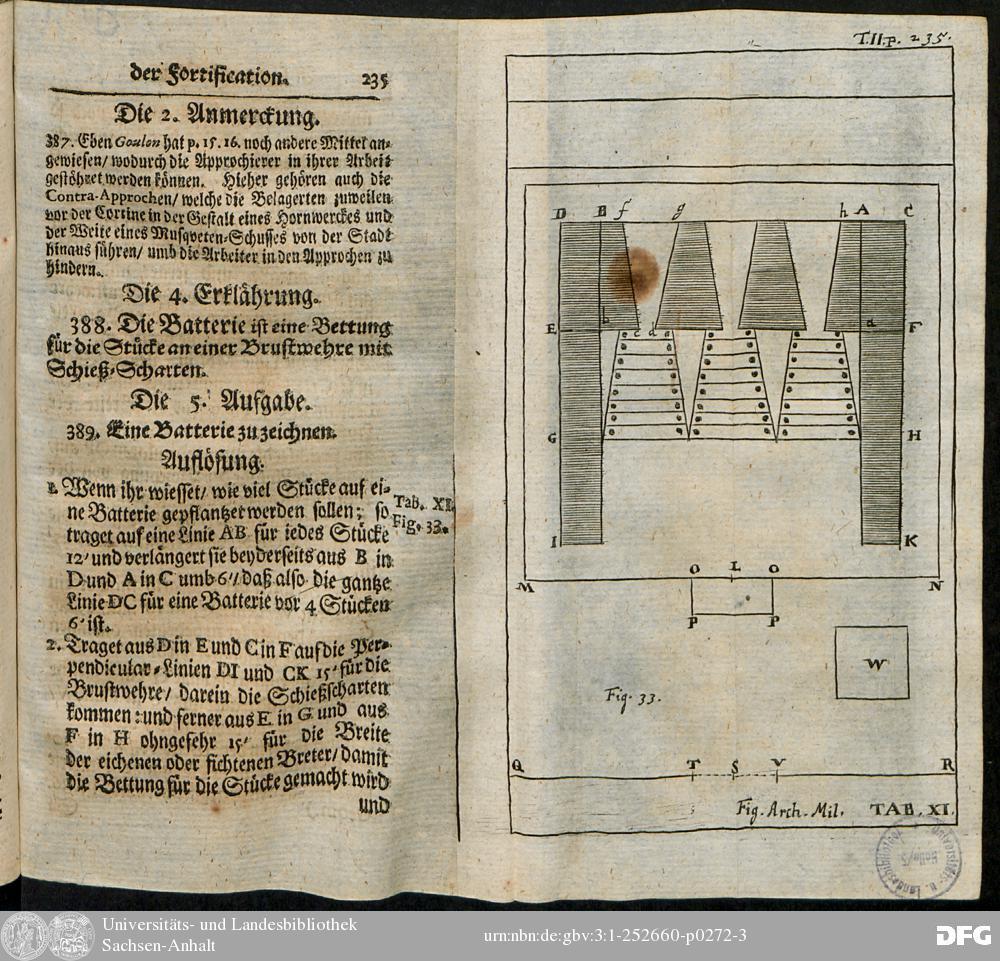 der Fortification. 235
Die 2. Anmerckung.
387. Eben Goulon hat p. 15. 16. noch andere Mittel an-
gewiesen/ wodurch die Approchierer in ihrer Arbeit
gestöhret werden können. Hieher gehören auch die
Contra-Approchen/ welche die Belagerten zuweilen
vor der Cortine in der Gestalt eines Hornwerckes und
der Weite eines Musqveten-Schusses von der Stadt
hinaus führen/ umb die Arbeiter in den Approchen zu
hindern.
Die 4. Erklährung.
388. Die Batterie ist eine Bettung
für die Stücke an einer Brustwehre mit
Schieß-Scharten.
Die 5. Aufgabe.
389. Eine Batterie zu zeichnen.
Auflösung.
1. Wenn ihr wisset/ wie viel Stücke auf ei-
ne Batterie gepflantzet werden sollen; so
traget auf eine Linie AB für iedes Stücke
12' und verlängert sie beyderseits aus B in
D und A in C umb 6'/ daß also die gantze
Linie DC für eine Batterie vor 4 Stücken
6° ist.
2. Traget aus D in E und C in F auf die Per-
pendicular-Linien DI und CK 15' für die
Brustwehre/ darein die Schießscharten
kommen: und ferner aus E in G und aus
F in H ohngefehr 15' für die Breite
der eichenen oder fichtenen Breter/ damit
die Bettung für die Stücke gemacht wird
und
Tab. XI.
Fig. 33.
T.II.p. 235.
D B f g h A C
E b c d a F
G H
I K
M O L O N
P P
W
Fig. 33.
Q T S V R
Fig. Arch. Mil. TAB. XI.
Universitäts- und Landesbibliothek
Sachsen-Anhalt
urn:nbn:de:gbv:3:1-252660-p0272-3
DFG